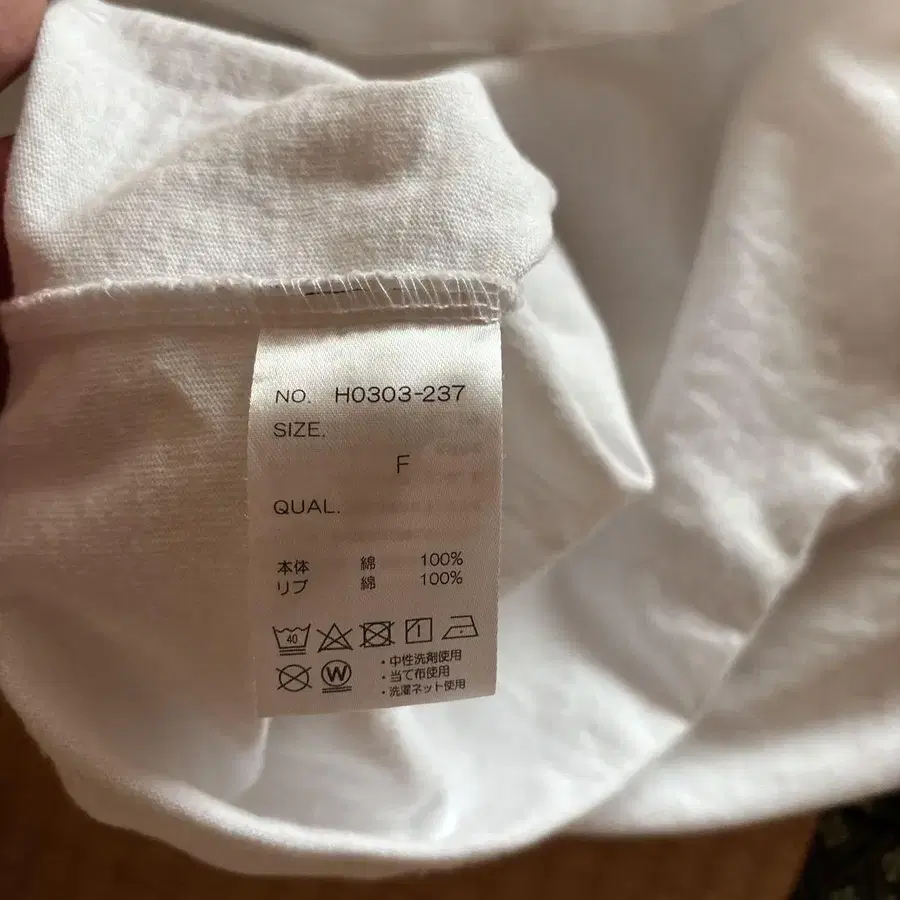 NO. H0303-237
SIZE.
F
QUAL.
本体 綿 100%
リブ 綿 100%
40
W
・中性洗剤使用
・当て布使用
・洗濯ネット使用